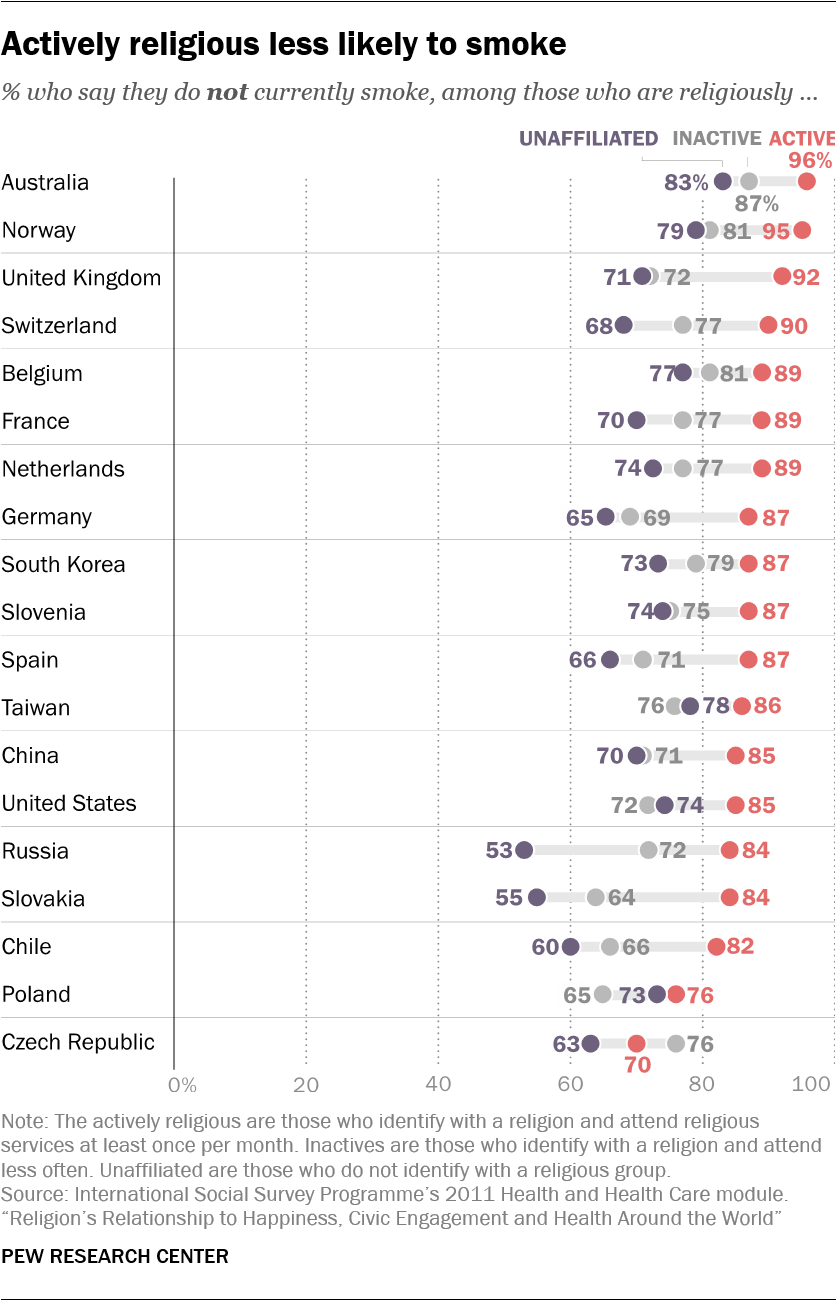 Actively religious less likely to smoke
% who say they do not currently smoke, among those who are religiously ...
UNAFFILIATED INACTIVE ACTIVE
96%
Australia 83%
87%
Norway 79 81 95
United Kingdom 71 72 92
Switzerland 68 77 90
Belgium 77 81 89
France 70 77 89
Netherlands 74 77 89
Germany 65 69 87
South Korea 73 79 87
Slovenia 74 75 87
Spain 66 71 87
Taiwan 76 78 86
China 70 71 85
United States 72 74 85
Russia 53 72 84
Slovakia 55 64 84
Chile 60 66 82
Poland 65 73 76
Czech Republic 63 76
70
0% 20 40 60 80 100
Note: The actively religious are those who identify with a religion and attend religious
services at least once per month. Inactives are those who identify with a religion and attend
less often. Unaffiliated are those who do not identify with a religious group.
Source: International Social Survey Programme's 2011 Health and Health Care module.
“Religion's Relationship to Happiness, Civic Engagement and Health Around the World”
PEW RESEARCH CENTER